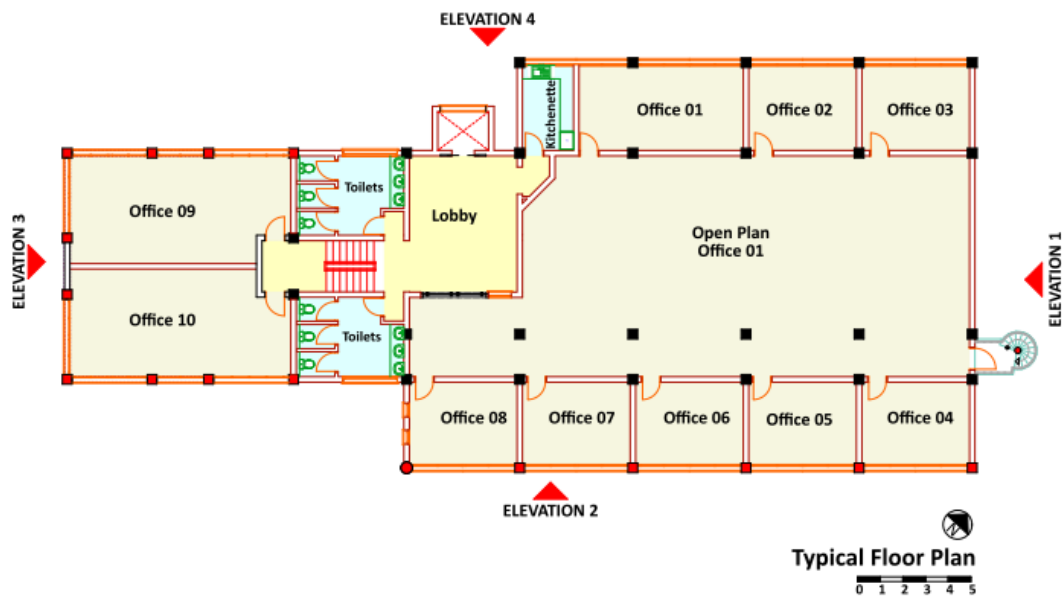 ELEVATION 4
Kitchenette
Office 01
Office 02
Office 03
Toilets
Office 09
Lobby
Open Plan
Office 01
ELEVATION 3
ELEVATION 1
Office 10
Toilets
Office 08
Office 07
Office 06
Office 05
Office 04
ELEVATION 2
N
Typical Floor Plan
0 1 2 3 4 5